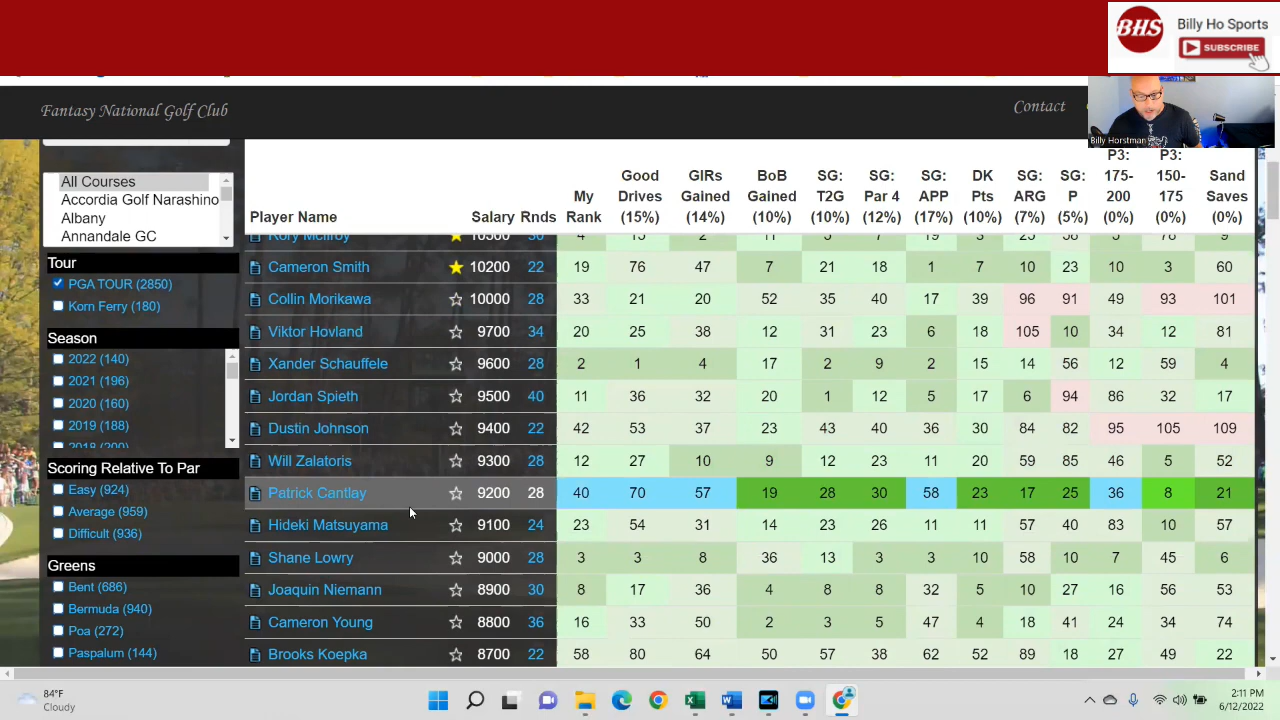 BHS
Billy Ho Sports
SUBSCRIBE
Fantasy National Golf Club
Contact
Billy Horstman
All Courses
Accordia Golf Narashino
Albany
Annandale GC
Tour
PGA TOUR (2850)
Korn Ferry (180)
Season
2022 (140)
2021 (196)
2020 (160)
2019 (188)
2018 (200)
Scoring Relative To Par
Easy (924)
Average (959)
Difficult (936)
Greens
Bent (686)
Bermuda (940)
Poa (272)
Paspalum (144)
Player Name Salary Rnds My Rank Good Drives (15%) GIRs Gained (14%) BoB Gained (10%) SG: T2G (10%) SG: Par 4 (12%) SG: APP (17%) DK Pts (10%) SG: ARG (7%) SG: P (5%) P3: 175-200 (0%) P3: 150-175 (0%) Sand Saves (0%)
Rory McIlroy
Cameron Smith 10200 22 19 76 47 7 21 18 1 7 10 23 10 3 60
Collin Morikawa 10000 28 33 21 20 52 35 40 17 39 96 91 49 93 101
Viktor Hovland 9700 34 20 25 38 12 31 23 6 18 105 10 34 12 81
Xander Schauffele 9600 28 2 1 4 17 2 9 2 15 14 56 12 59 4
Jordan Spieth 9500 40 11 36 32 20 1 12 5 17 6 94 86 32 17
Dustin Johnson 9400 22 42 53 37 23 43 40 36 30 84 82 95 105 109
Will Zalatoris 9300 28 12 27 10 9 12 23 11 20 59 85 46 5 52
Patrick Cantlay 9200 28 40 70 57 19 28 30 58 23 17 25 36 8 21
Hideki Matsuyama 9100 24 23 54 31 14 23 26 11 11 57 40 83 10 57
Shane Lowry 9000 28 3 3 8 36 13 3 3 10 58 10 7 45 6
Joaquin Niemann 8900 30 8 17 36 4 8 8 32 5 10 27 16 56 53
Cameron Young 8800 36 16 33 50 2 3 5 47 4 18 41 24 34 74
Brooks Koepka 8700 22 58 80 64 50 57 38 62 52 89 18 27 49 22
84°F
Cloudy
2:11 PM
6/12/2022